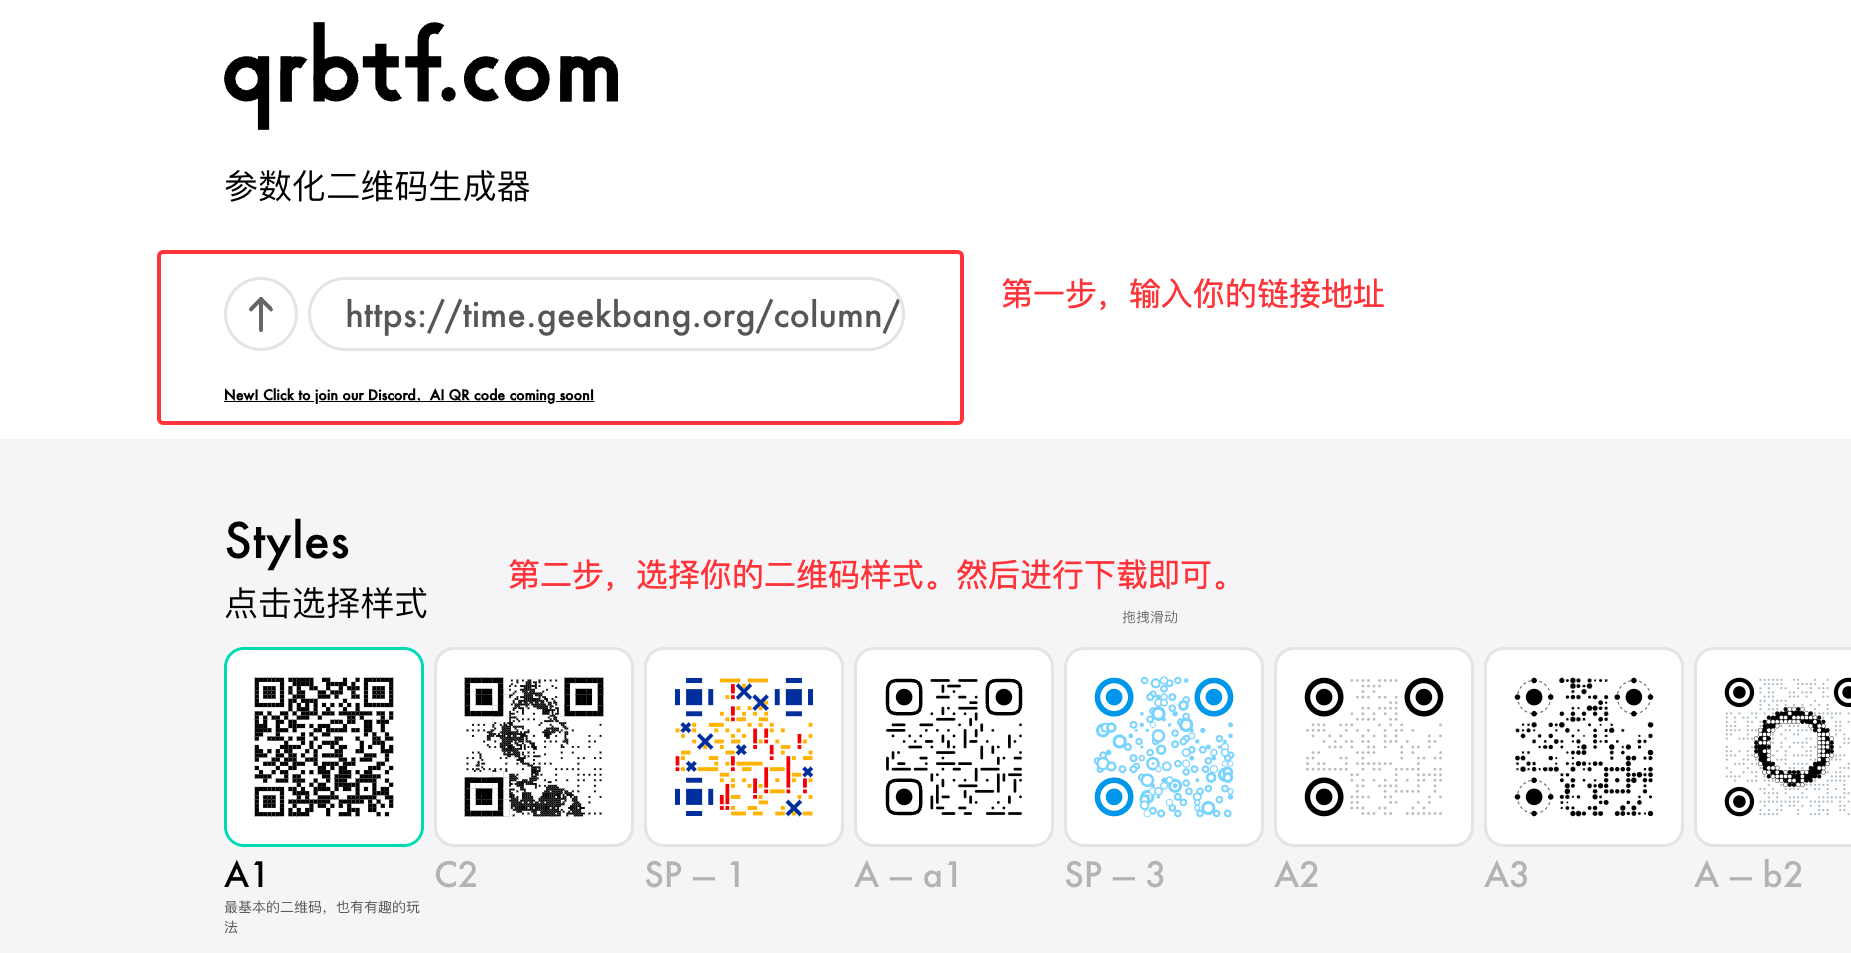 qrbtf.com
参数化二维码生成器
https://time.geekbang.org/column/
第一步，输入你的链接地址
New! Click to join our Discord，AI QR code coming soon!
Styles
第二步，选择你的二维码样式。然后进行下载即可。
点击选择样式
拖拽滑动
A1
C2
SP — 1
A — a1
SP — 3
A2
A3
A — b2
最基本的二维码，也有有趣的玩
法